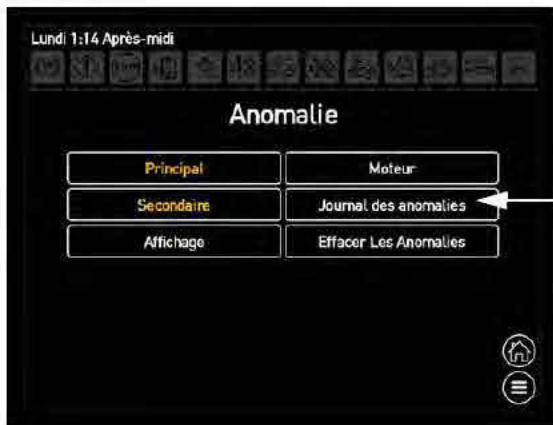 Lundi 1:14 Après-midi
Anomalie
Principal
Moteur
Secondaire
Journal des anomalies
Affichage
Effacer Les Anomalies